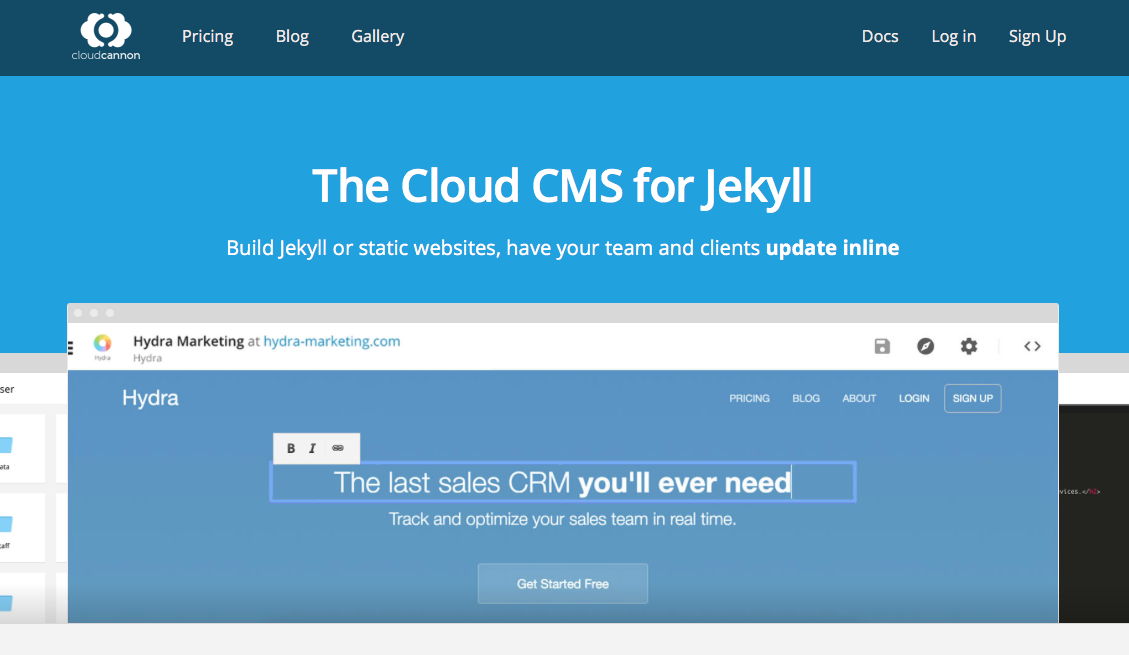 cloudcannon
Pricing Blog Gallery Docs Log in Sign Up
The Cloud CMS for Jekyll
Build Jekyll or static websites, have your team and clients update inline
Hydra Marketing at hydra-marketing.com
Hydra
Hydra
Hydra PRICING BLOG ABOUT LOGIN SIGN UP
B I
The last sales CRM you'll ever need
Track and optimize your sales team in real time.
Get Started Free
ser
ata
taff
vices.</h2>